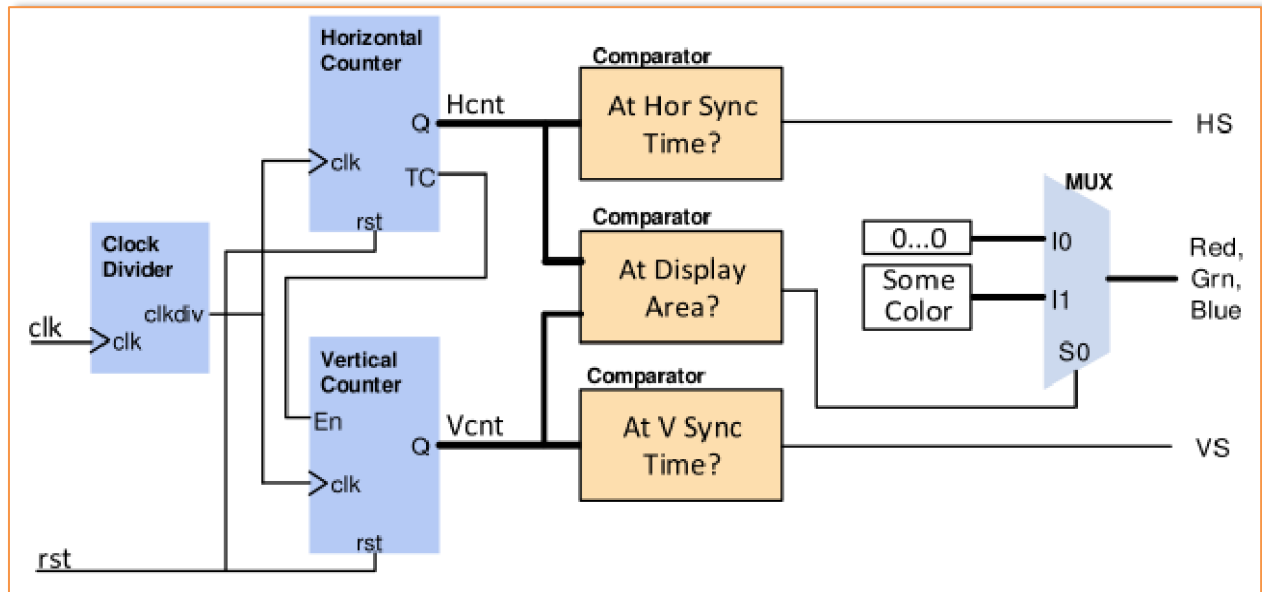 Horizontal
Counter
Q
clk
TC
rst
Hcnt
Comparator
At Hor Sync
Time?
HS
Clock
Divider
clkdiv
clk
clk
Comparator
At Display
Area?
MUX
0...0
I0
Some
Color
I1
S0
Red,
Grn,
Blue
Vertical
Counter
En
Q
clk
rst
Vcnt
Comparator
At V Sync
Time?
VS
rst